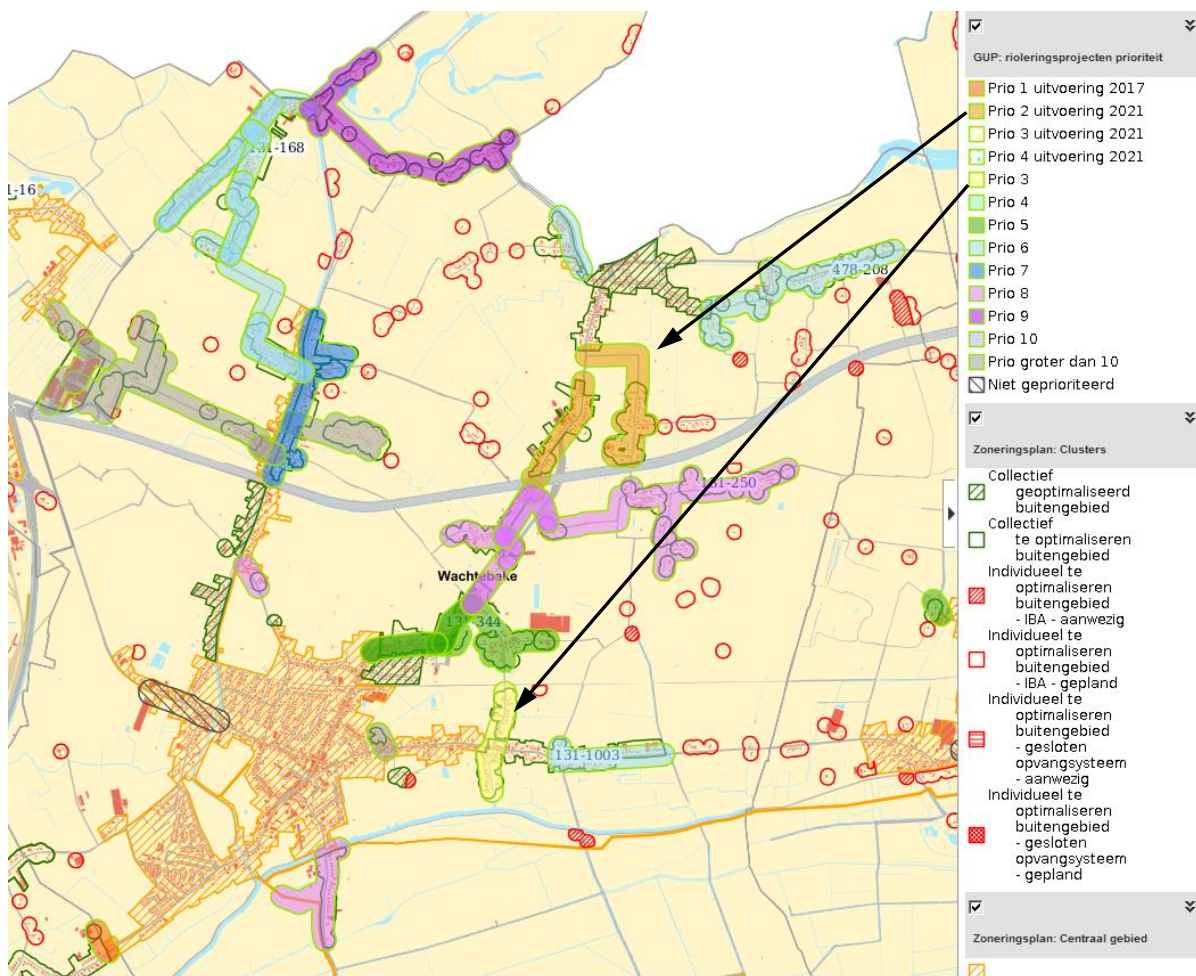 131-168
1-16
478-208
131-250
Wachtebeke
131-344
131-1003
GUP: rioleringsprojecten prioriteit
Prio 1 uitvoering 2017
Prio 2 uitvoering 2021
Prio 3 uitvoering 2021
Prio 4 uitvoering 2021
Prio 3
Prio 4
Prio 5
Prio 6
Prio 7
Prio 8
Prio 9
Prio 10
Prio groter dan 10
Niet geprioriteerd
Zoneringsplan: Clusters
Collectief
geoptimaliseerd
buitengebied
Collectief
te optimaliseren
buitengebied
Individueel te
optimaliseren
buitengebied
- IBA - aanwezig
Individueel te
optimaliseren
buitengebied
- IBA - gepland
Individueel te
optimaliseren
buitengebied
- gesloten
opvangsysteem
- aanwezig
Individueel te
optimaliseren
buitengebied
- gesloten
opvangsysteem
- gepland
Zoneringsplan: Centraal gebied